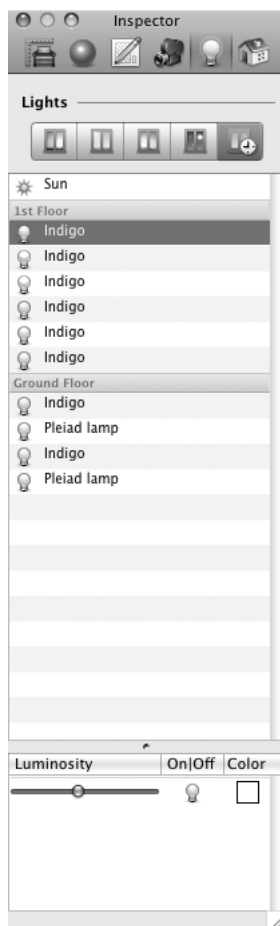 Inspector
Lights
Sun
1st Floor
Indigo
Indigo
Indigo
Indigo
Indigo
Indigo
Ground Floor
Indigo
Pleiad lamp
Indigo
Pleiad lamp
Luminosity On|Off Color